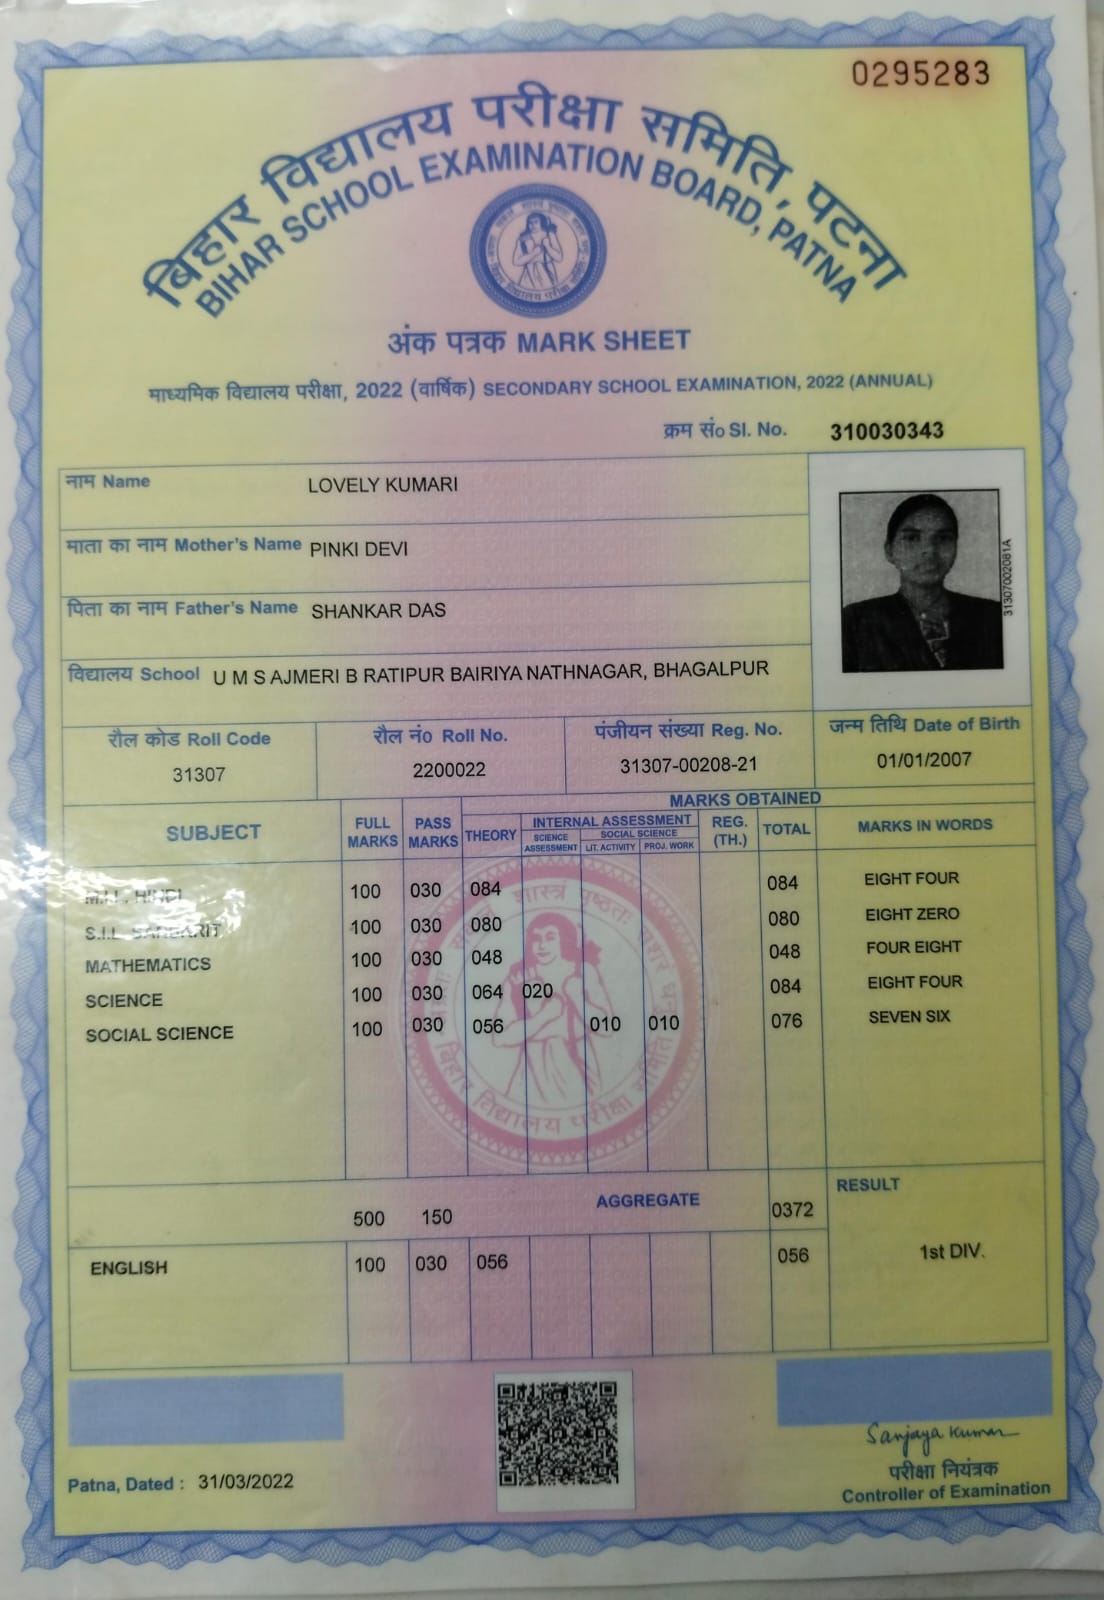 0295283
बिहार विद्यालय परीक्षा समिति, पटना
BIHAR SCHOOL EXAMINATION BOARD, PATNA
अंक पत्रक MARK SHEET
माध्यमिक विद्यालय परीक्षा, 2022 (वार्षिक) SECONDARY SCHOOL EXAMINATION, 2022 (ANNUAL)
क्रम सं० Sl. No. 310030343
नाम Name LOVELY KUMARI
माता का नाम Mother's Name PINKI DEVI
पिता का नाम Father's Name SHANKAR DAS
31307002081A
विद्यालय School U M S AJMERI B RATIPUR BAIRIYA NATHNAGAR, BHAGALPUR
रौल कोड Roll Code रौल नं० Roll No. पंजीयन संख्या Reg. No. जन्म तिथि Date of Birth
31307 2200022 31307-00208-21 01/01/2007
MARKS OBTAINED
SUBJECT FULL MARKS PASS MARKS THEORY INTERNAL ASSESSMENT REG. (TH.) TOTAL MARKS IN WORDS
SCIENCE ASSESSMENT SOCIAL SCIENCE
LIT. ACTIVITY PROJ. WORK
M.I.L. HINDI 100 030 084 084 EIGHT FOUR
S.I.L. 100 030 080 080 EIGHT ZERO
MATHEMATICS 100 030 048 048 FOUR EIGHT
SCIENCE 100 030 064 020 084 EIGHT FOUR
SOCIAL SCIENCE 100 030 056 010 010 076 SEVEN SIX
बिहार विद्यालय परीक्षा समिति
500 150 AGGREGATE 0372 RESULT
ENGLISH 100 030 056 056 1st DIV.
Sanjaya Kumar
परीक्षा नियंत्रक
Patna, Dated : 31/03/2022 Controller of Examination